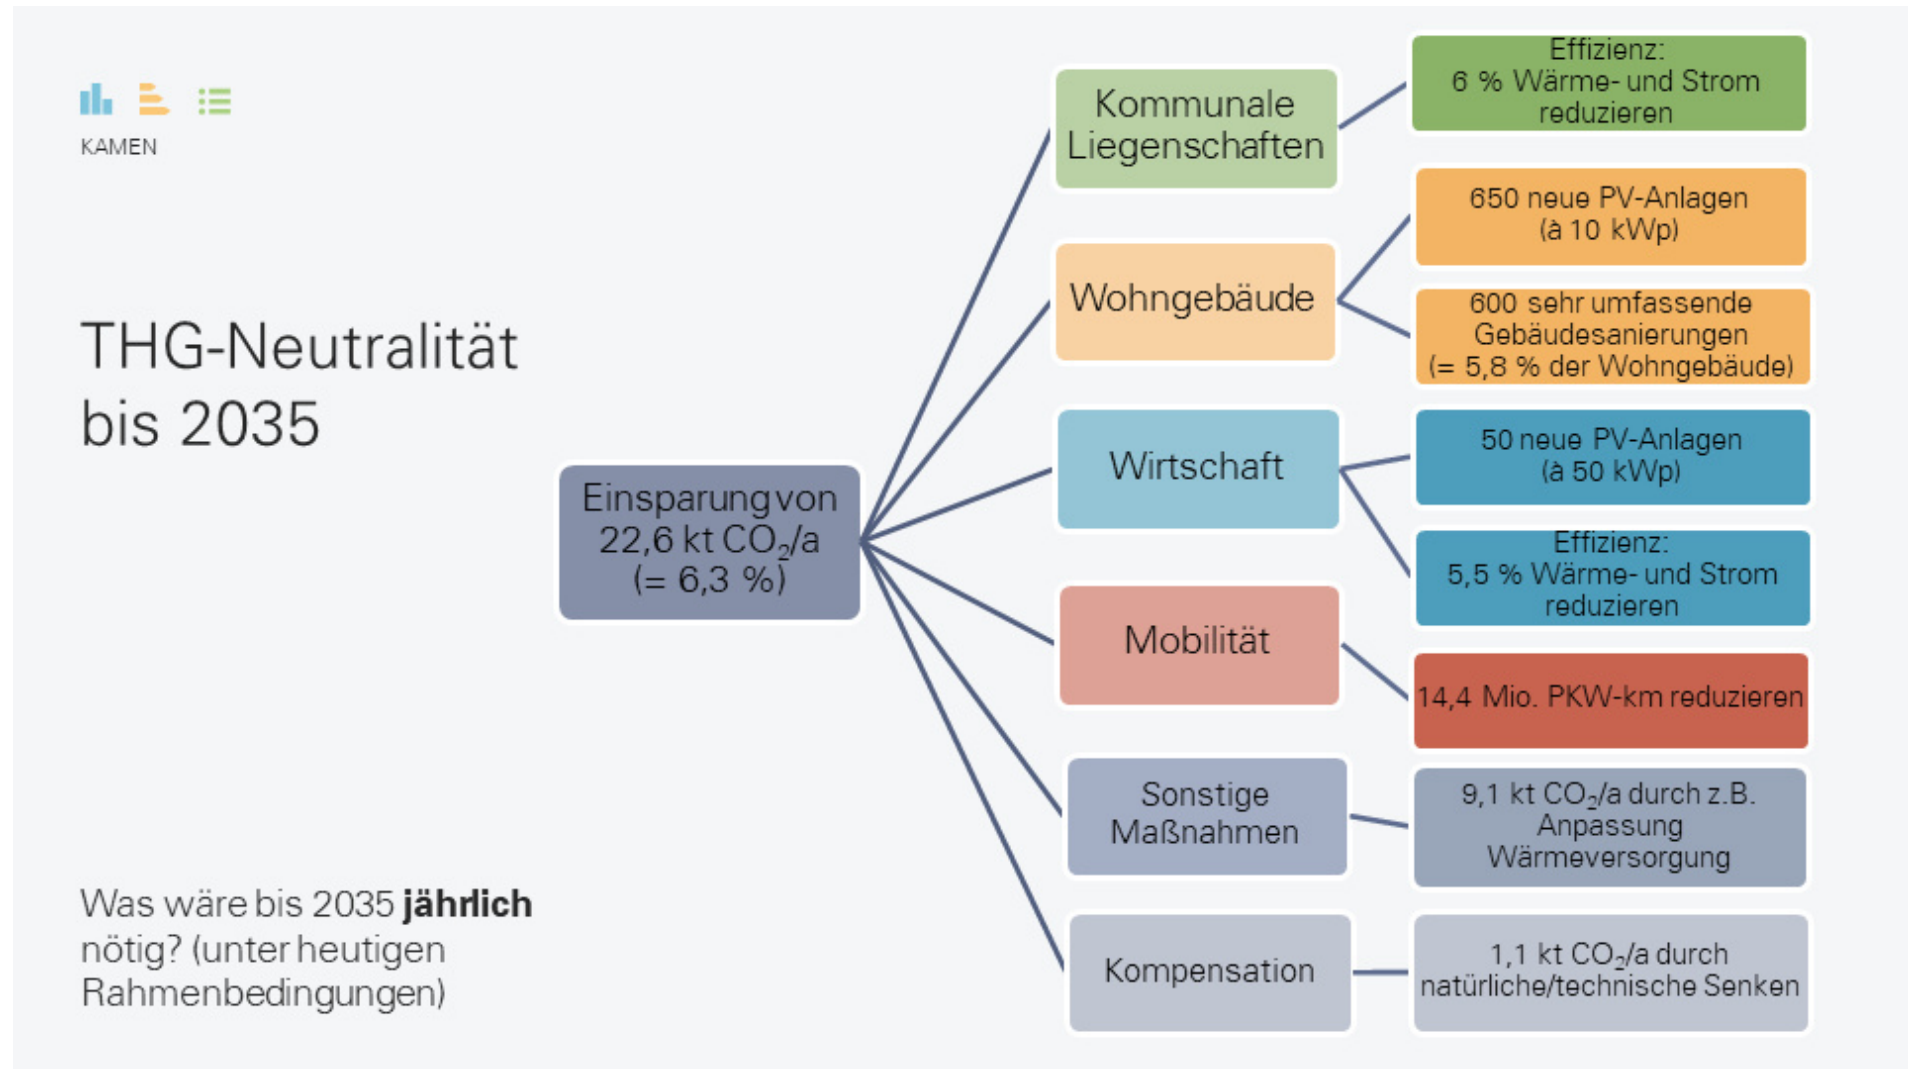 KAMEN
THG-Neutralität
bis 2035
Was wäre bis 2035 jährlich
nötig? (unter heutigen
Rahmenbedingungen)
Einsparung von
22,6 kt CO₂/a
(= 6,3 %)
Kommunale
Liegenschaften
Effizienz:
6 % Wärme- und Strom
reduzieren
Wohngebäude
650 neue PV-Anlagen
(à 10 kWp)
600 sehr umfassende
Gebäudesanierungen
(= 5,8 % der Wohngebäude)
Wirtschaft
50 neue PV-Anlagen
(à 50 kWp)
Effizienz:
5,5 % Wärme- und Strom
reduzieren
Mobilität
14,4 Mio. PKW-km reduzieren
Sonstige
Maßnahmen
9,1 kt CO₂/a durch z.B.
Anpassung
Wärmeversorgung
Kompensation
1,1 kt CO₂/a durch
natürliche/technische Senken